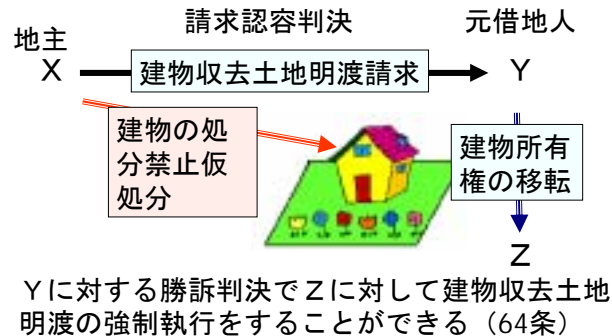 請求認容判決
元借地人
地主
X
建物収去土地明渡請求
Y
建物の処
分禁止仮
処分
建物所有
権の移転
Z
Yに対する勝訴判決でZに対して建物収去土地
明渡の強制執行をすることができる（64条）